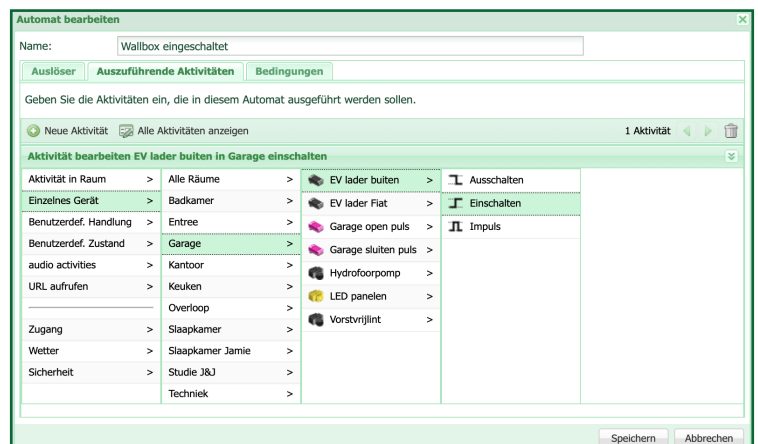 Automat bearbeiten
Name: Wallbox eingeschaltet
Auslöser Auszuführende Aktivitäten Bedingungen
Geben Sie die Aktivitäten ein, die in diesem Automat ausgeführt werden sollen.
Neue Aktivität Alle Aktivitäten anzeigen 1 Aktivität
Aktivität bearbeiten EV lader buiten in Garage einschalten
Aktivität in Raum >
Einzelnes Gerät >
Benutzerdef. Handlung >
Benutzerdef. Zustand >
audio activities >
URL aufrufen >
Zugang >
Wetter >
Sicherheit >
Alle Räume >
Badkamer >
Entree >
Garage >
Kantoor >
Keuken >
Overloop >
Slaapkamer >
Slaapkamer Jamie >
Studie J&J >
Techniek >
EV lader buiten >
EV lader Fiat >
Garage open puls >
Garage sluiten puls >
Hydrofoorpomp >
LED panelen >
Vorstvrijlint >
Ausschalten
Einschalten
Impuls
Speichern Abbrechen